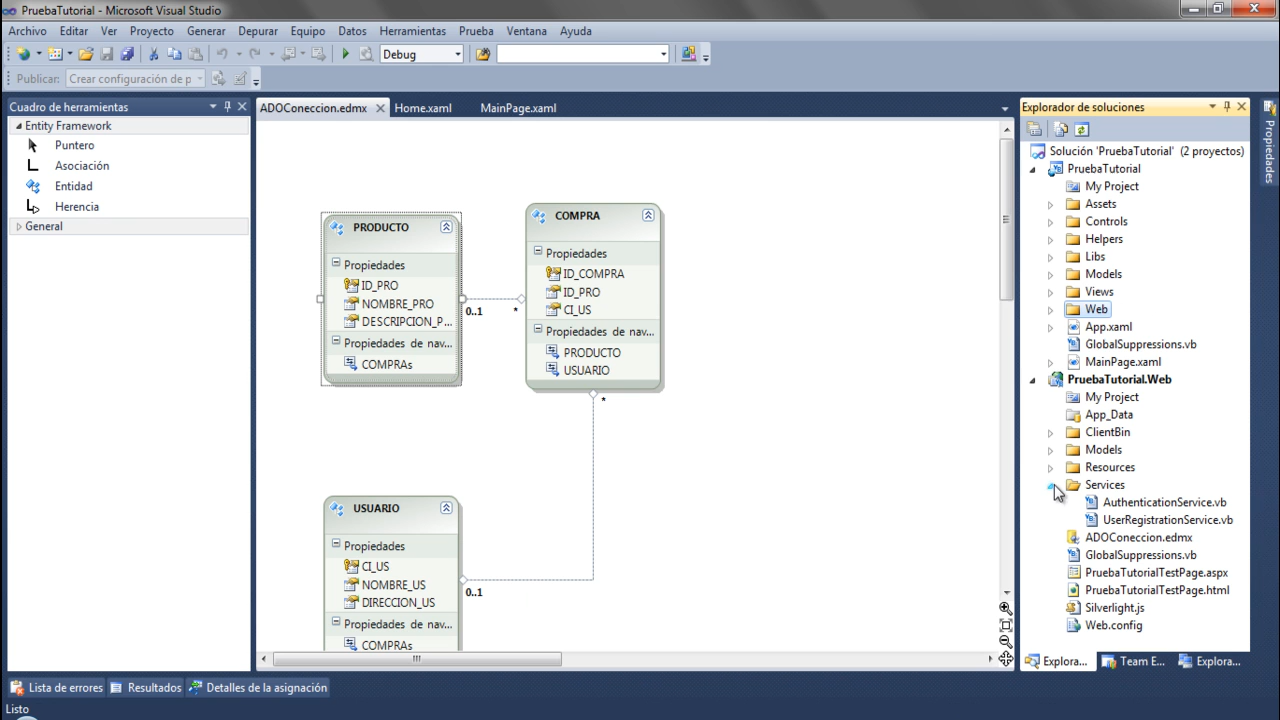 PruebaTutorial - Microsoft Visual Studio
Archivo Editar Ver Proyecto Generar Depurar Equipo Datos Herramientas Prueba Ventana Ayuda
Debug
Publicar: Crear configuración de p
Cuadro de herramientas
Entity Framework
Puntero
Asociación
Entidad
Herencia
General
ADOConeccion.edmx Home.xaml MainPage.xaml
PRODUCTO
Propiedades
ID_PRO
NOMBRE_PRO
DESCRIPCION_P...
Propiedades de nav...
COMPRAs
0..1
*
COMPRA
Propiedades
ID_COMPRA
ID_PRO
CI_US
Propiedades de nav...
PRODUCTO
USUARIO
*
USUARIO
Propiedades
CI_US
NOMBRE_US
DIRECCION_US
Propiedades de nav...
COMPRAs
0..1
Explorador de soluciones
Solución 'PruebaTutorial' (2 proyectos)
PruebaTutorial
My Project
Assets
Controls
Helpers
Libs
Models
Views
Web
App.xaml
GlobalSuppressions.vb
MainPage.xaml
PruebaTutorial.Web
My Project
App_Data
ClientBin
Models
Resources
Services
AuthenticationService.vb
UserRegistrationService.vb
ADOConeccion.edmx
GlobalSuppressions.vb
PruebaTutorialTestPage.aspx
PruebaTutorialTestPage.html
Silverlight.js
Web.config
Explora... Team E... Explora...
Propiedades
Lista de errores Resultados Detalles de la asignación
Listo